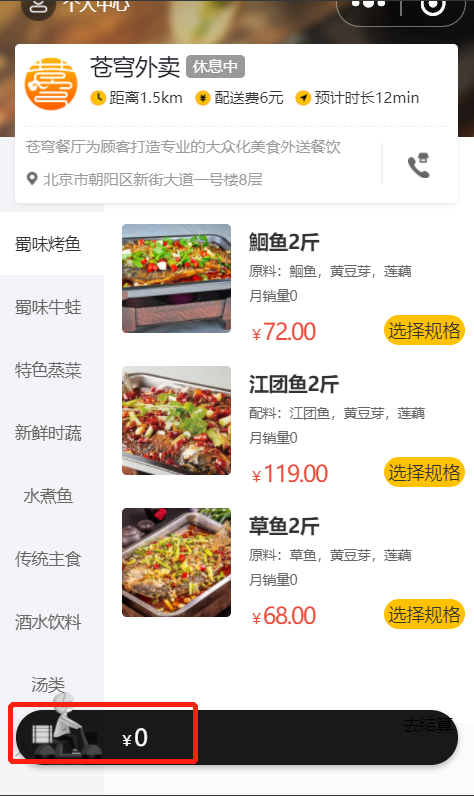 个人中心
苍穹外卖 休息中
距离1.5km 配送费6元 预计时长12min
苍穹餐厅为顾客打造专业的大众化美食外送餐饮
北京市朝阳区新街大道一号楼8层
蜀味烤鱼
蜀味牛蛙
特色蒸菜
新鲜时蔬
水煮鱼
传统主食
酒水饮料
汤类
鮰鱼2斤
原料：鮰鱼，黄豆芽，莲藕
月销量0
￥72.00 选择规格
江团鱼2斤
配料：江团鱼，黄豆芽，莲藕
月销量0
￥119.00 选择规格
草鱼2斤
原料：草鱼，黄豆芽，莲藕
月销量0
￥68.00 选择规格
￥0 去结算